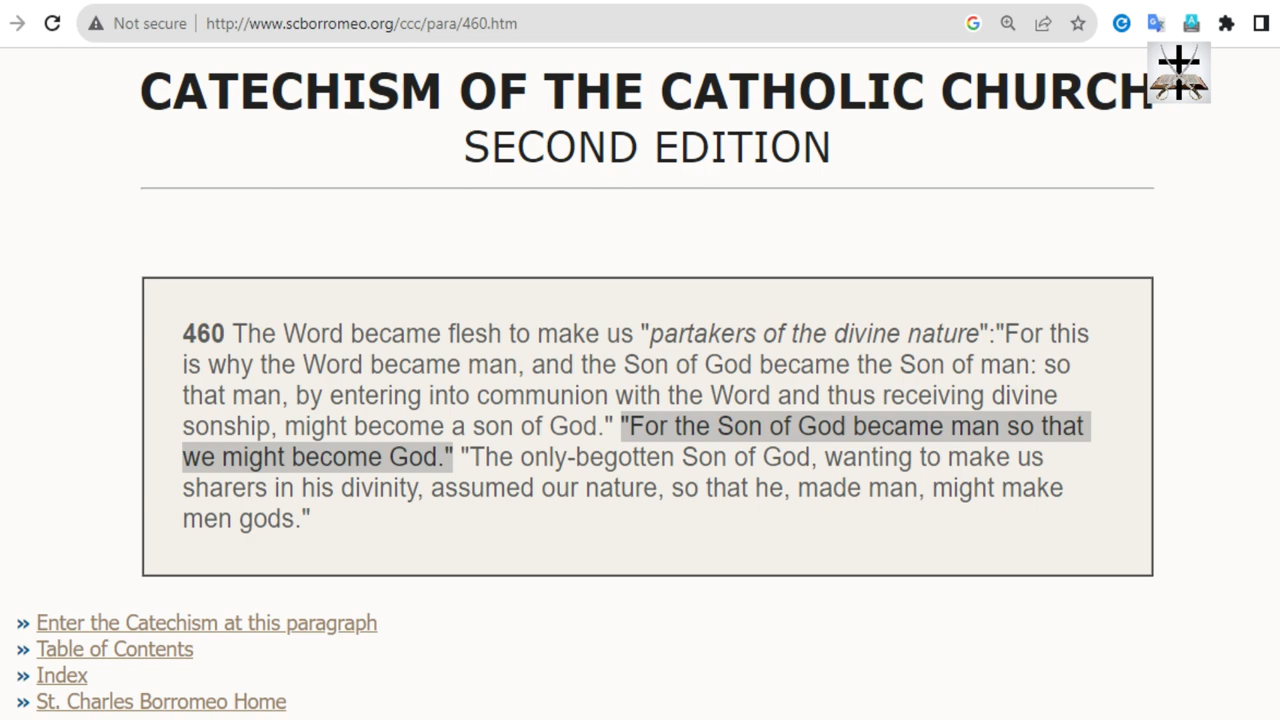 Not secure
http://www.scborromeo.org/ccc/para/460.htm
CATECHISM OF THE CATHOLIC CHURCH
SECOND EDITION
460 The Word became flesh to make us "partakers of the divine nature":"For this
is why the Word became man, and the Son of God became the Son of man: so
that man, by entering into communion with the Word and thus receiving divine
sonship, might become a son of God." "For the Son of God became man so that
we might become God." "The only-begotten Son of God, wanting to make us
sharers in his divinity, assumed our nature, so that he, made man, might make
men gods."
» Enter the Catechism at this paragraph
» Table of Contents
» Index
» St. Charles Borromeo Home